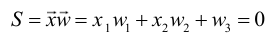 S = x⃗w⃗ = x₁w₁ + x₂w₂ + w₃ = 0